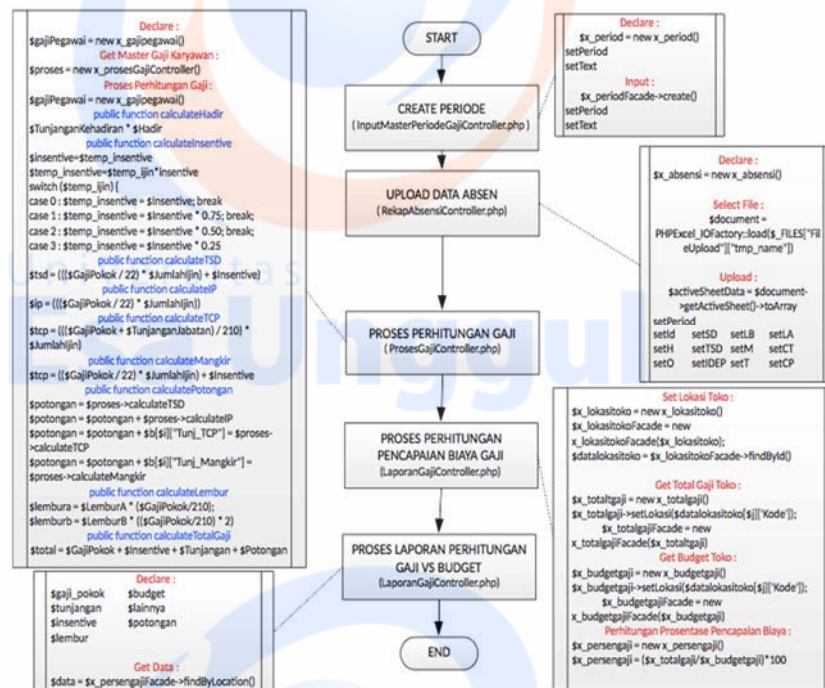 Declare :
$gajiPegawai = new x_gajipegawai()
Get Master Gaji Karyawan :
$proses = new x_prosesGajiController()
Proses Perhitungan Gaji :
$gajiPegawai = new x_gajipegawai()
public function calculateHadir
$TunjanganKehadiran * $Hadir
public function calculateInsentive
$insentive=$temp_insentive
$temp_insentive=$temp_ijin*insentive
switch ($temp_ijin) {
case 0 : $temp_insentive = $Insentive; break
case 1 : $temp_insentive = $Insentive * 0.75; break;
case 2 : $temp_insentive = $Insentive * 0.50; break;
case 3 : $temp_insentive = $Insentive * 0.25
public function calculateTSD
$tsd = ((($GajiPokok / 22) * $JumlahIjin) + $Insentive)
public function calculateIP
$ip = ((($GajiPokok / 22) * $JumlahIjin))
public function calculateTCP
$tcp = ((($GajiPokok + $TunjanganJabatan) / 210) *
$JumlahIjin)
public function calculateMangkir
$tcp = (($GajiPokok / 22) * $JumlahIjin) + $Insentive
public function calculatePotongan
$potongan = $proses->calculateTSD
$potongan = $potongan + $proses->calculateIP
$potongan = $potongan + $b[$i]["Tunj_TCP"] = $proses-
>calculateTCP
$potongan = $potongan + $b[$i]["Tunj_Mangkir"] =
$proses->calculateMangkir
public function calculateLembur
$lembura = $LemburA * ($GajiPokok/210);
$lemburb = $LemburB * (($GajiPokok/210) * 2)
public function calculateTotalGaji
$total = $GajiPokok + $Insentive + $Tunjangan + $Potongan
Declare :
$gaji_pokok $budget
$tunjangan $lainnya
$insentive $potongan
$lembur
Get Data :
$data = $x_persengajiFacade->findByLocation()
START
CREATE PERIODE
( InputMasterPeriodeGajiController.php )
UPLOAD DATA ABSEN
( RekapAbsensiController.php)
PROSES PERHITUNGAN GAJI
( ProsesGajiController.php)
PROSES PERHITUNGAN
PENCAPAIAN BIAYA GAJI
(LaporanGajiController.php)
PROSES LAPORAN PERHITUNGAN
GAJI VS BUDGET
(LaporanGajiController.php)
END
Declare :
$x_period = new x_period()
setPeriod
setText
Input :
$x_periodFacade->create()
setPeriod
setText
Declare :
$x_absensi = new x_absensi()
Select File :
$document =
PHPExcel_IOFactory::load($_FILES["Fil
eUpload"]["tmp_name"])
Upload :
$activeSheetData = $document-
>getActiveSheet()->toArray
setPeriod
setId setSD setLB setLA
setH setTSD setM setCT
setO setIDEP setT setCP
Set Lokasi Toko :
$x_lokasitoko = new x_lokasitoko()
$x_lokasitokoFacade = new
x_lokasitokoFacade($x_lokasitoko);
$datalokasitoko = $x_lokasitokoFacade->findById()
Get Total Gaji Toko :
$x_totaltgaji = new x_totalgaji()
$x_totalgaji->setLokasi($datalokasitoko[$j]['Kode']);
$x_totalgajiFacade = new
x_totalgajiFacade($x_totaltgaji)
Get Budget Toko :
$x_budgetgaji = new x_budgetgaji()
$x_budgetgaji->setLokasi($datalokasitoko[$j]['Kode');
$x_budgetgajiFacade = new
x_budgetgajiFacade($x_budgetgaji)
Perhitungan Prosentase Pencapaian Biaya :
$x_persengaji = new x_persengaji()
$x_persengaji = ($x_totalgaji/$x_budgetgaji)*100
Universitas
Esa Unggul